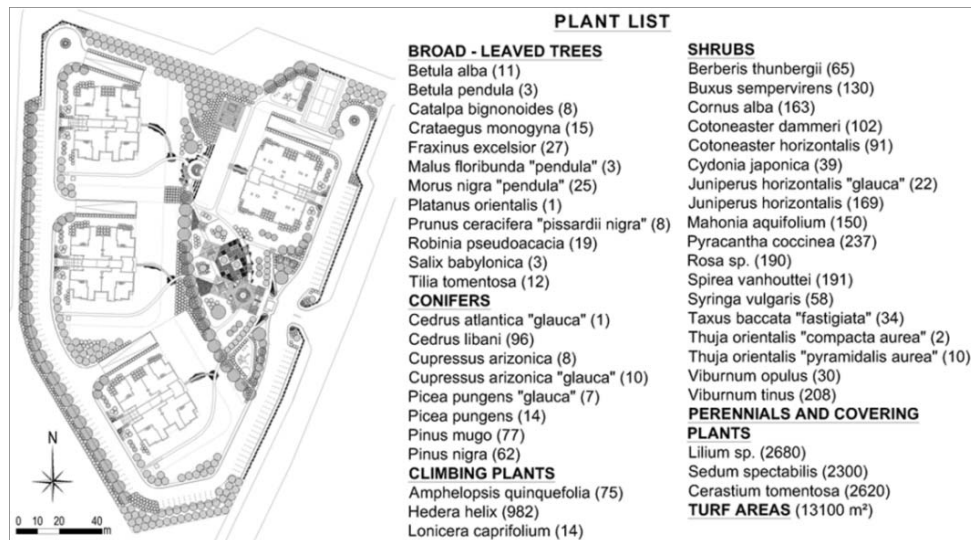 PLANT LIST
BROAD - LEAVED TREES
Betula alba (11)
Betula pendula (3)
Catalpa bignonoides (8)
Crataegus monogyna (15)
Fraxinus excelsior (27)
Malus floribunda "pendula" (3)
Morus nigra "pendula" (25)
Platanus orientalis (1)
Prunus ceracifera "pissardii nigra" (8)
Robinia pseudoacacia (19)
Salix babylonica (3)
Tilia tomentosa (12)
CONIFERS
Cedrus atlantica "glauca" (1)
Cedrus libani (96)
Cupressus arizonica (8)
Cupressus arizonica "glauca" (10)
Picea pungens "glauca" (7)
Picea pungens (14)
Pinus mugo (77)
Pinus nigra (62)
CLIMBING PLANTS
Amphelopsis quinquefolia (75)
Hedera helix (982)
Lonicera caprifolium (14)
SHRUBS
Berberis thunbergii (65)
Buxus sempervirens (130)
Cornus alba (163)
Cotoneaster dammeri (102)
Cotoneaster horizontalis (91)
Cydonia japonica (39)
Juniperus horizontalis "glauca" (22)
Juniperus horizontalis (169)
Mahonia aquifolium (150)
Pyracantha coccinea (237)
Rosa sp. (190)
Spirea vanhouttei (191)
Syringa vulgaris (58)
Taxus baccata "fastigiata" (34)
Thuja orientalis "compacta aurea" (2)
Thuja orientalis "pyramidalis aurea" (10)
Viburnum opulus (30)
Viburnum tinus (208)
PERENNIALS AND COVERING
PLANTS
Lilium sp. (2680)
Sedum spectabilis (2300)
Cerastium tomentosa (2620)
TURF AREAS (13100 m²)
N
0 10 20 40
m